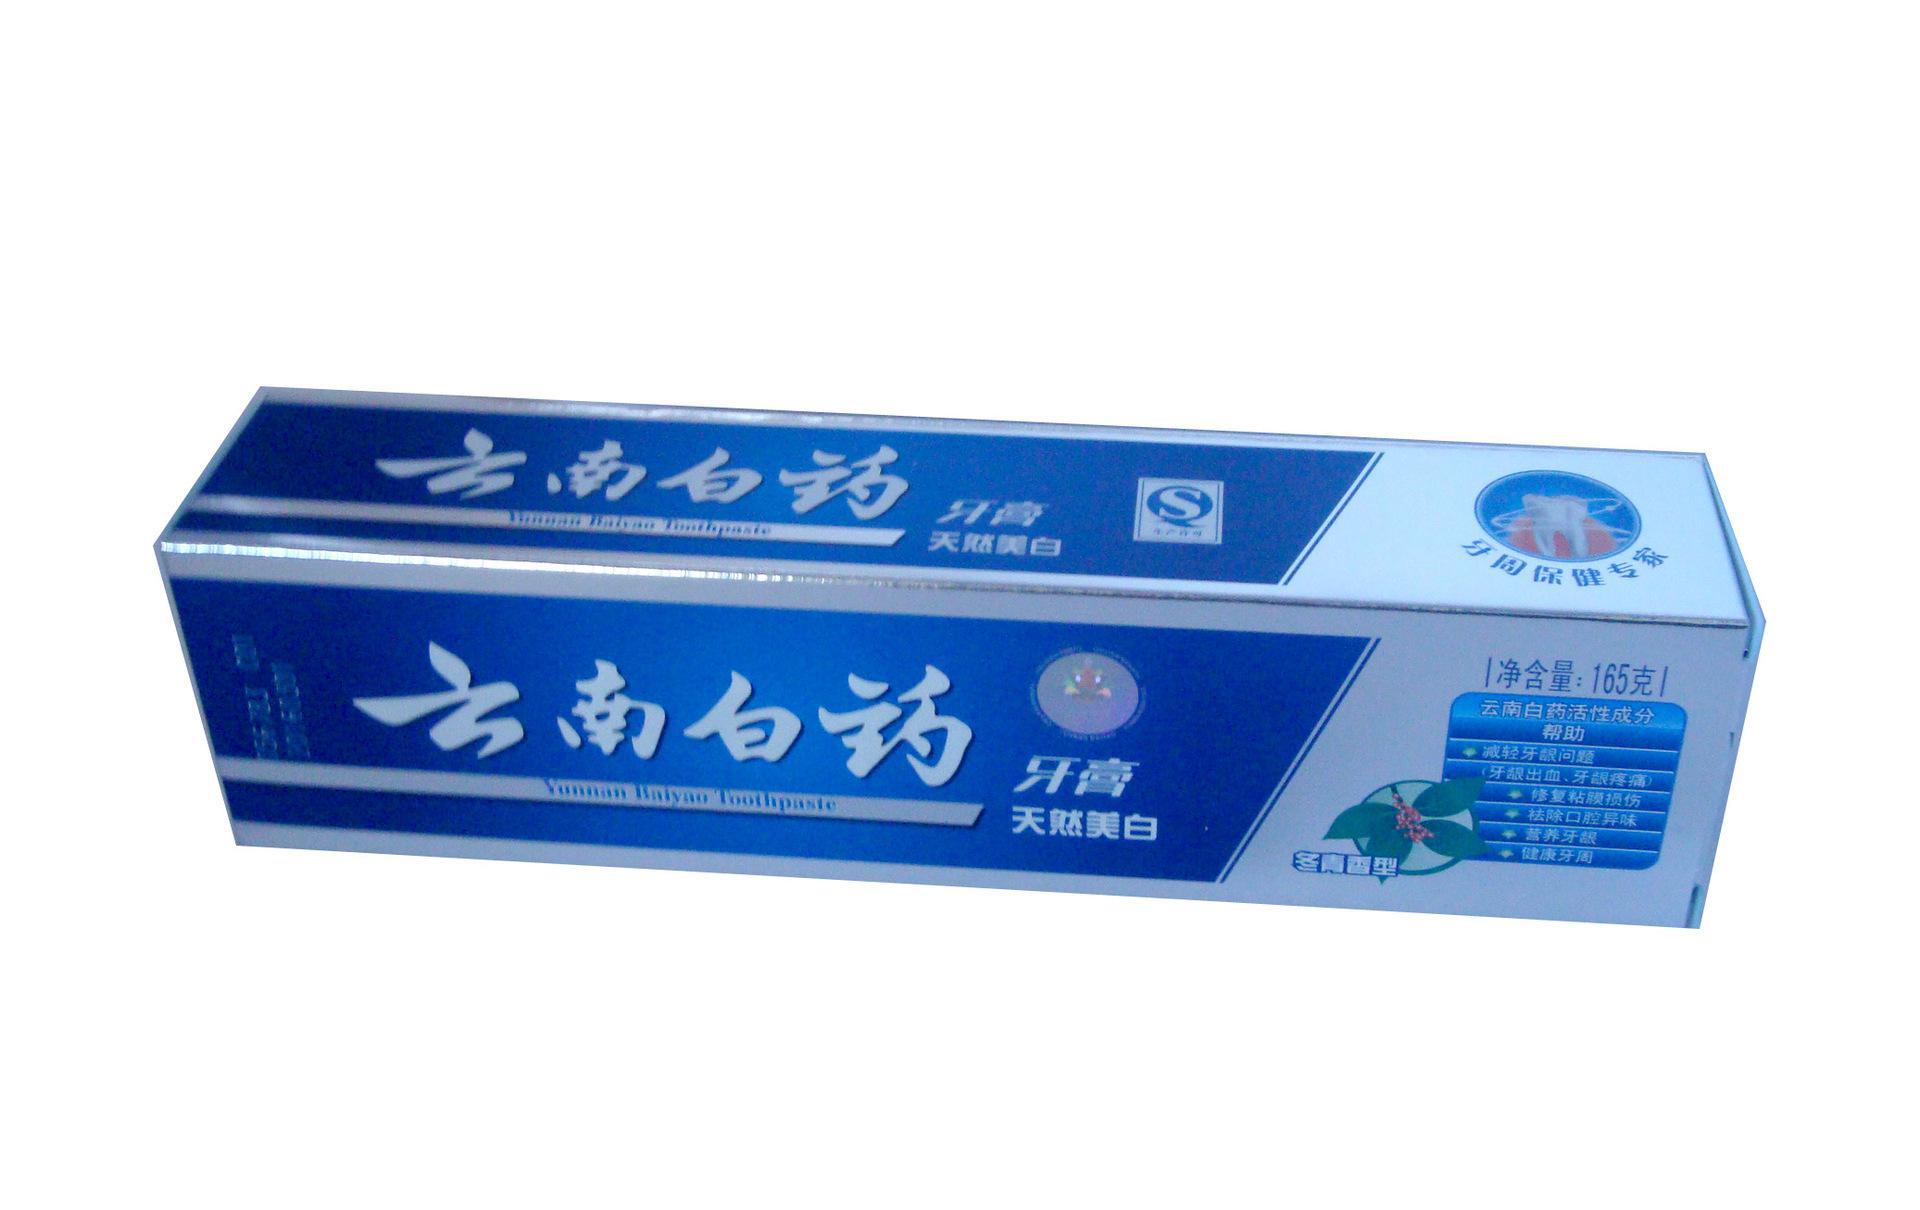 云南白药
Yunnan Baiyao Toothpaste
牙膏
天然美白
S
生产许可
牙周保健专家
云南白药
Yunnan Baiyao Toothpaste
牙膏
天然美白
净含量：165克
云南白药活性成分
帮助
减轻牙龈问题
（牙龈出血、牙龈疼痛）
修复粘膜损伤
祛除口腔异味
营养牙龈
健康牙周
冬青香型